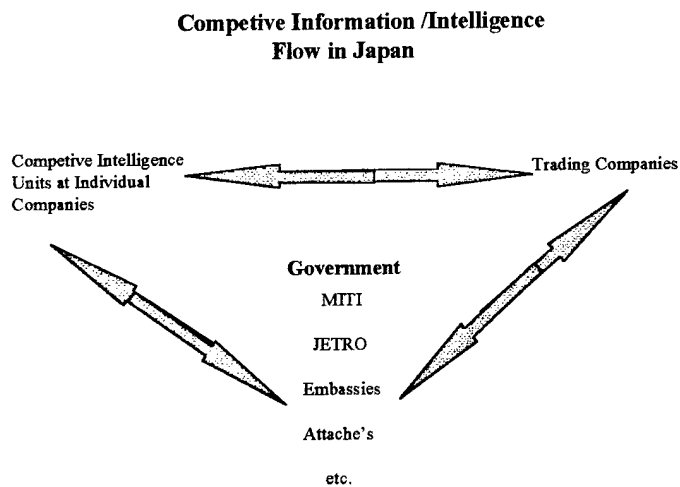 Competive Information /Intelligence
Flow in Japan
Competive Intelligence
Units at Individual
Companies
Trading Companies
Government
MITI
JETRO
Embassies
Attache's
etc.